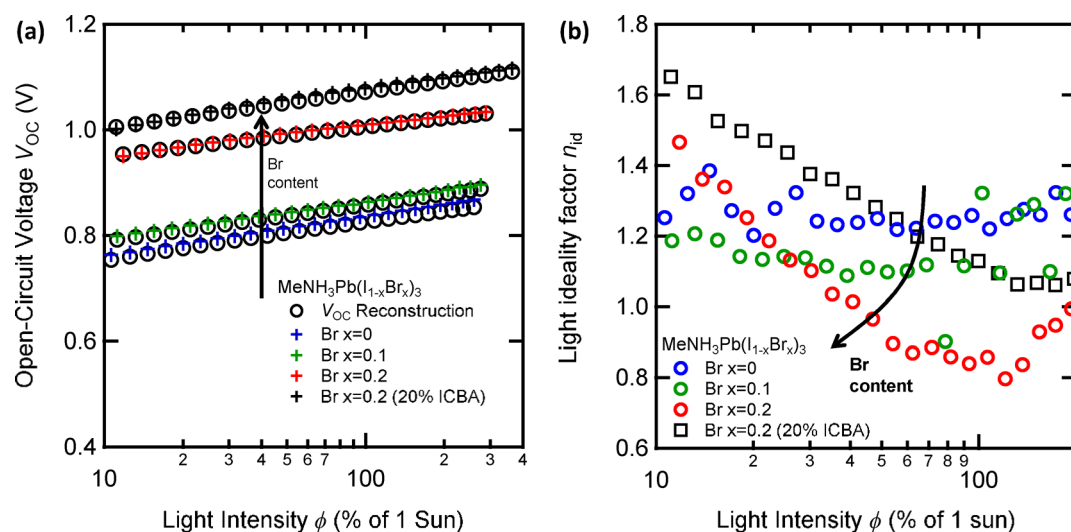 (a)
1.2
1.0
0.8
0.6
0.4
Open-Circuit Voltage V_OC (V)
Br
content
MeNH₃Pb(I₁₋ₓBrₓ)₃
V_OC Reconstruction
Br x=0
Br x=0.1
Br x=0.2
Br x=0.2 (20% ICBA)
2 3 4 5 6 7 2 3 4
10 100
Light Intensity ϕ (% of 1 Sun)
(b)
1.8
1.6
1.4
1.2
1.0
0.8
0.6
Light ideality factor n_id
MeNH₃Pb(I₁₋ₓBrₓ)₃
Br x=0
Br x=0.1
Br x=0.2
Br x=0.2 (20% ICBA)
Br
content
2 3 4 5 6 7 8 9
10 100
Light Intensity ϕ (% of 1 sun)